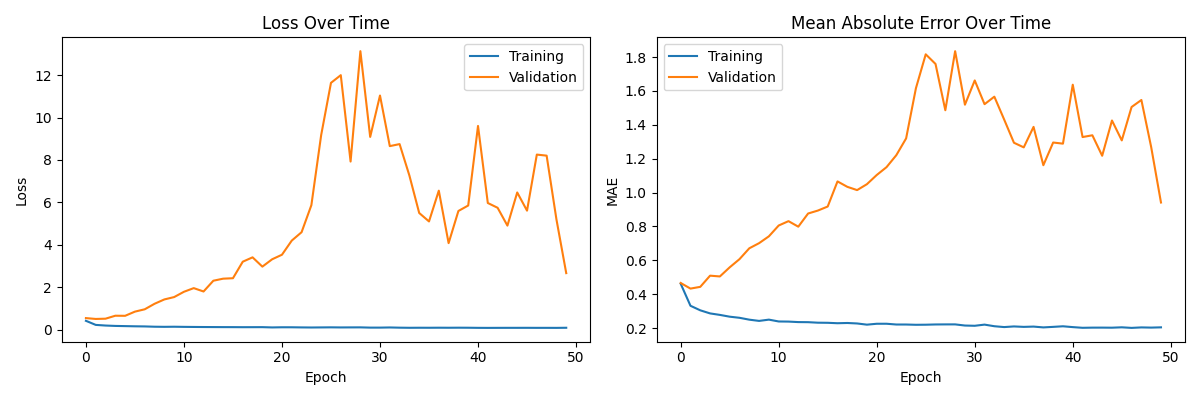 Loss Over Time
Training
Validation
12
10
8
6
4
2
0
Loss
0 10 20 30 40 50
Epoch
Mean Absolute Error Over Time
Training
Validation
1.8
1.6
1.4
1.2
1.0
0.8
0.6
0.4
0.2
MAE
0 10 20 30 40 50
Epoch